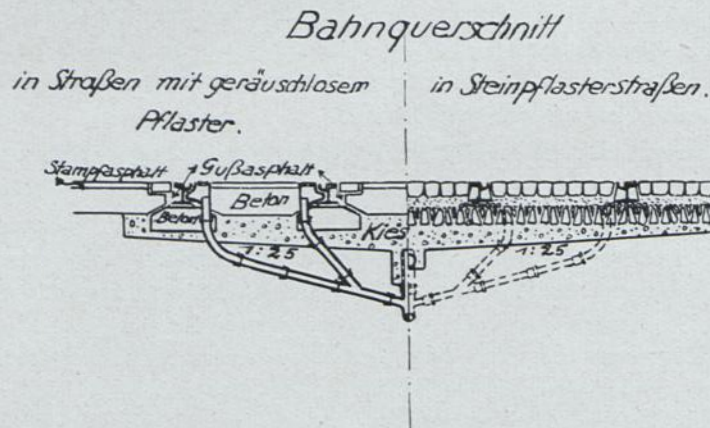 Bahnquerschnitt
in Straßen mit geräuschlosem
Pflaster.
in Steinpflasterstraßen.
Stampfasphalt
Gußasphalt
Beton
Beton
Kies
1:25
1:25